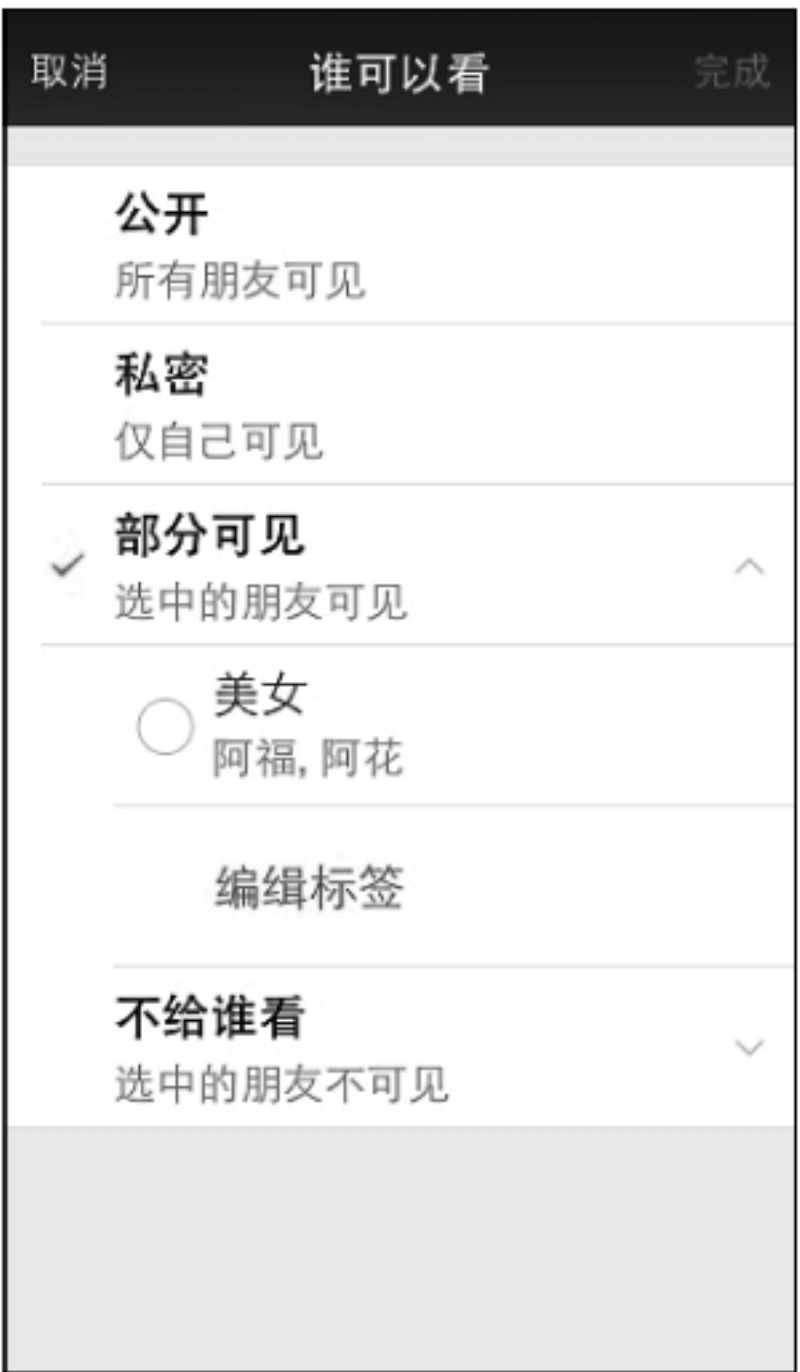 取消 谁可以看 完成
公开
所有朋友可见
私密
仅自己可见
部分可见
选中的朋友可见
美女
阿福, 阿花
编缉标签
不给谁看
选中的朋友不可见